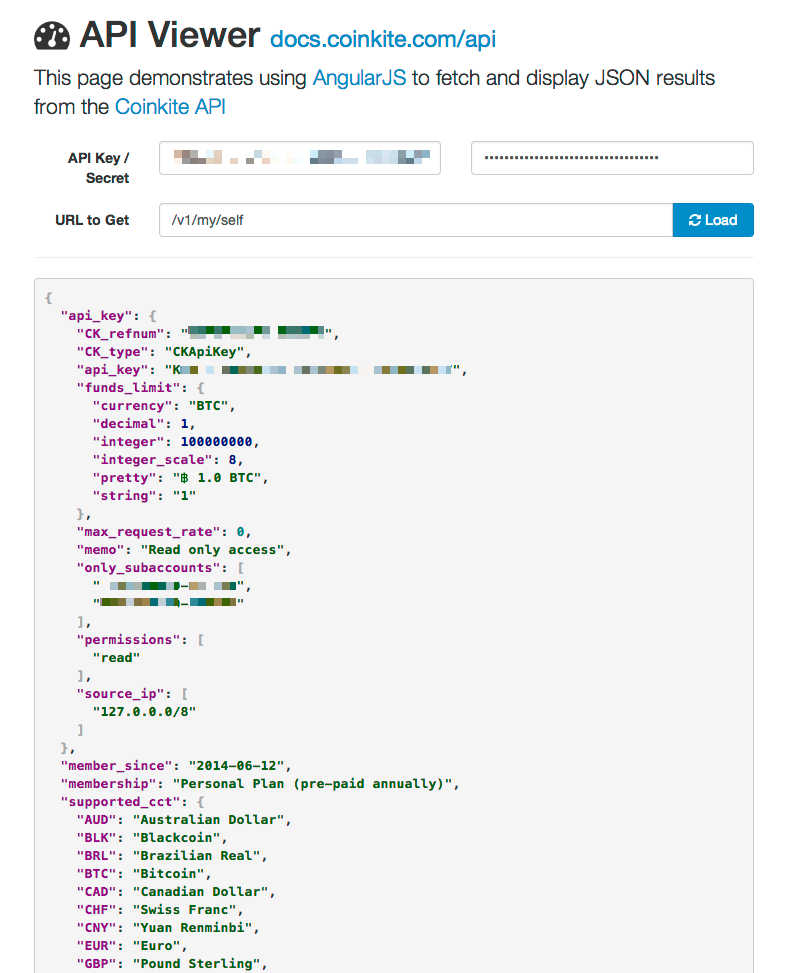 API Viewer docs.coinkite.com/api
This page demonstrates using AngularJS to fetch and display JSON results
from the Coinkite API
API Key /
Secret
URL to Get /v1/my/self Load
{
"api_key": {
"CK_refnum": "",
"CK_type": "CKApiKey",
"api_key": "K",
"funds_limit": {
"currency": "BTC",
"decimal": 1,
"integer": 100000000,
"integer_scale": 8,
"pretty": "฿ 1.0 BTC",
"string": "1"
},
"max_request_rate": 0,
"memo": "Read only access",
"only_subaccounts": [
"",
""
],
"permissions": [
"read"
],
"source_ip": [
"127.0.0.0/8"
]
},
"member_since": "2014-06-12",
"membership": "Personal Plan (pre-paid annually)",
"supported_cct": {
"AUD": "Australian Dollar",
"BLK": "Blackcoin",
"BRL": "Brazilian Real",
"BTC": "Bitcoin",
"CAD": "Canadian Dollar",
"CHF": "Swiss Franc",
"CNY": "Yuan Renminbi",
"EUR": "Euro",
"GBP": "Pound Sterling",